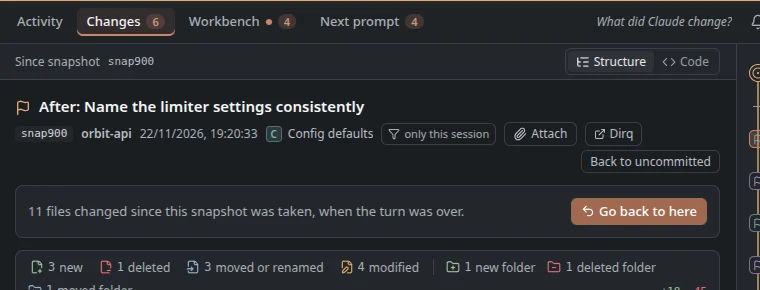 Activity Changes 6 Workbench 4 Next prompt 4 What did Claude change?
Since snapshot snap900 Structure Code
After: Name the limiter settings consistently
snap900 orbit-api 22/11/2026, 19:20:33 C Config defaults only this session Attach Dirq
Back to uncommitted
11 files changed since this snapshot was taken, when the turn was over. Go back to here
3 new 1 deleted 3 moved or renamed 4 modified 1 new folder 1 deleted folder
1 moved folder